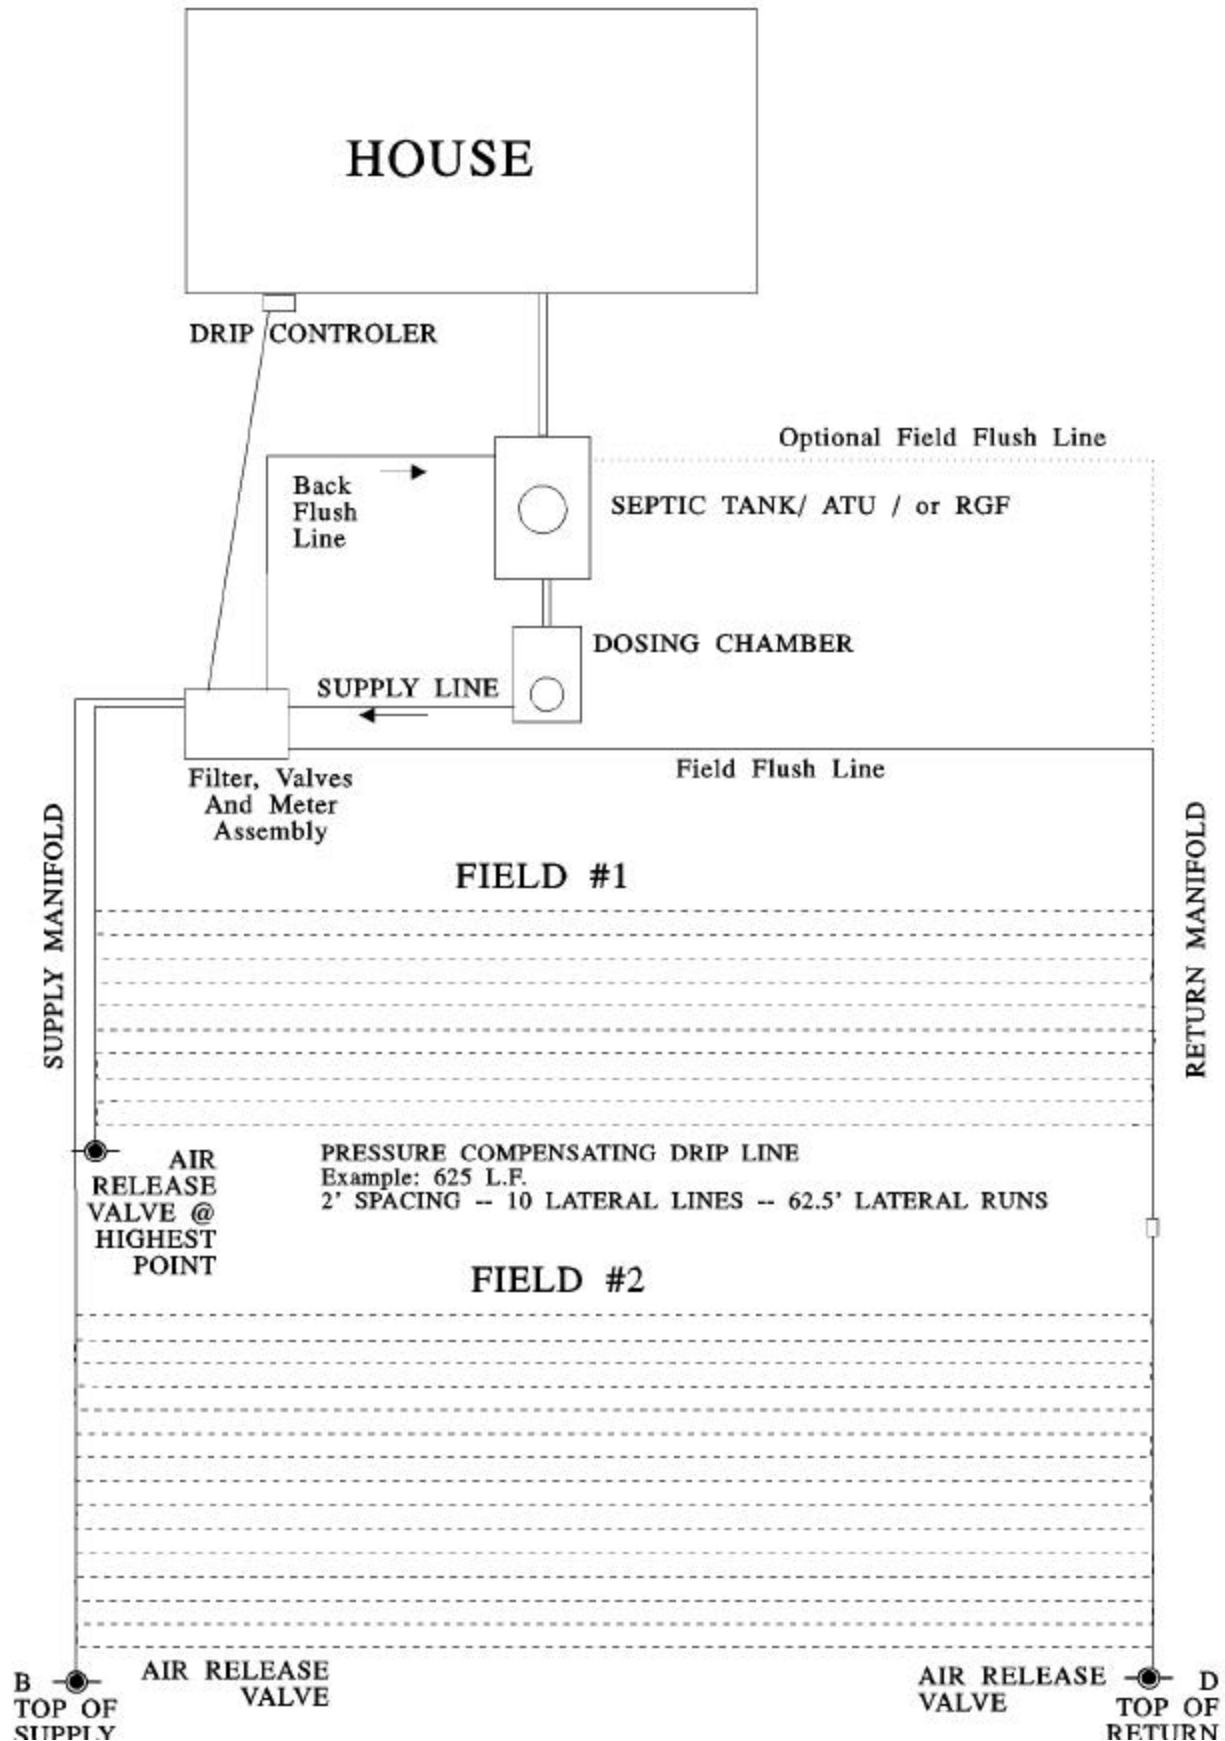 HOUSE
DRIP CONTROLER
Optional Field Flush Line
Back
Flush
Line
SEPTIC TANK/ ATU / or RGF
DOSING CHAMBER
SUPPLY LINE
Filter, Valves
And Meter
Assembly
Field Flush Line
SUPPLY MANIFOLD
RETURN MANIFOLD
FIELD #1
AIR
RELEASE
VALVE @
HIGHEST
POINT
PRESSURE COMPENSATING DRIP LINE
Example: 625 L.F.
2' SPACING -- 10 LATERAL LINES -- 62.5' LATERAL RUNS
FIELD #2
B
TOP OF
SUPPLY
AIR RELEASE
VALVE
AIR RELEASE
VALVE
D
TOP OF
RETURN